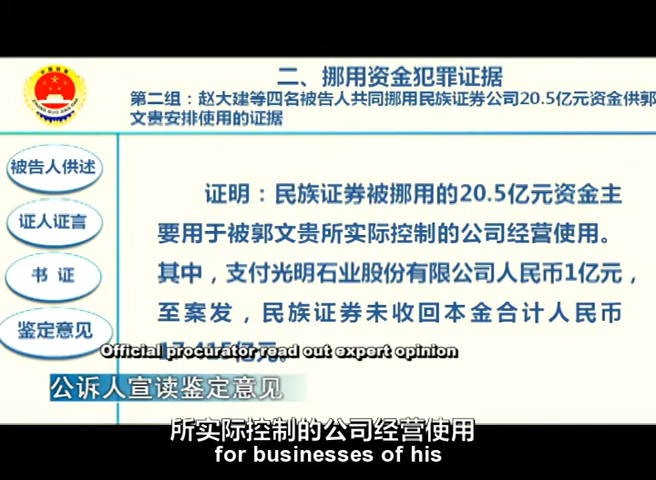 二、挪用资金犯罪证据
第二组：赵大建等四名被告人共同挪用民族证券公司20.5亿元资金供郭
文贵安排使用的证据
被告人供述
证人证言
书 证
鉴定意见
证明：民族证券被挪用的20.5亿元资金主
要用于被郭文贵所实际控制的公司经营使用。
其中，支付光明石业股份有限公司人民币1亿元，
至案发，民族证券未收回本金合计人民币
亿元。
Official procurator read out expert opinion
公诉人宣读鉴定意见
所实际控制的公司经营使用
for businesses of his